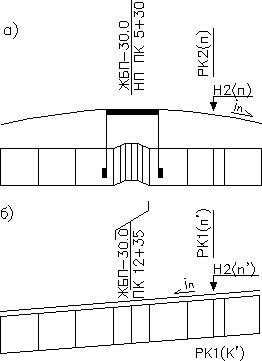 а)
ЖБП-30.0
НП ПК 5+30
РК2(п)
Н2(п)
iп
б)
ЖБП-30.0
ПК 12+35
РК1(п')
Н2(п')
iп
РК1(К')